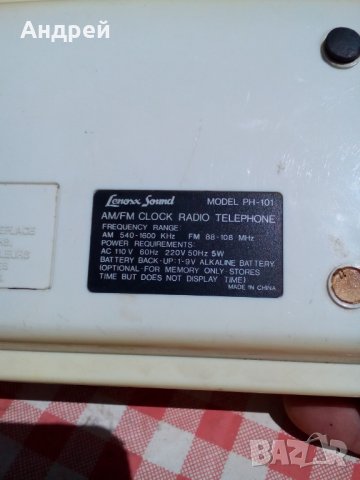 Андрей
Lenoxx Sound MODEL PH-101
AM/FM CLOCK RADIO TELEPHONE
FREQUENCY RANGE
AM 540-1600 KHz FM 88-108 MHz
POWER REQUIREMENTS:
AC 110V 60Hz 220V 50Hz 5W
BATTERY BACK-UP: 1-9V ALKALINE BATTERY.
(OPTIONAL: FOR MEMORY ONLY-STORES
TIME BUT DOES NOT DISPLAY TIME)
MADE IN CHINA
BAZAR